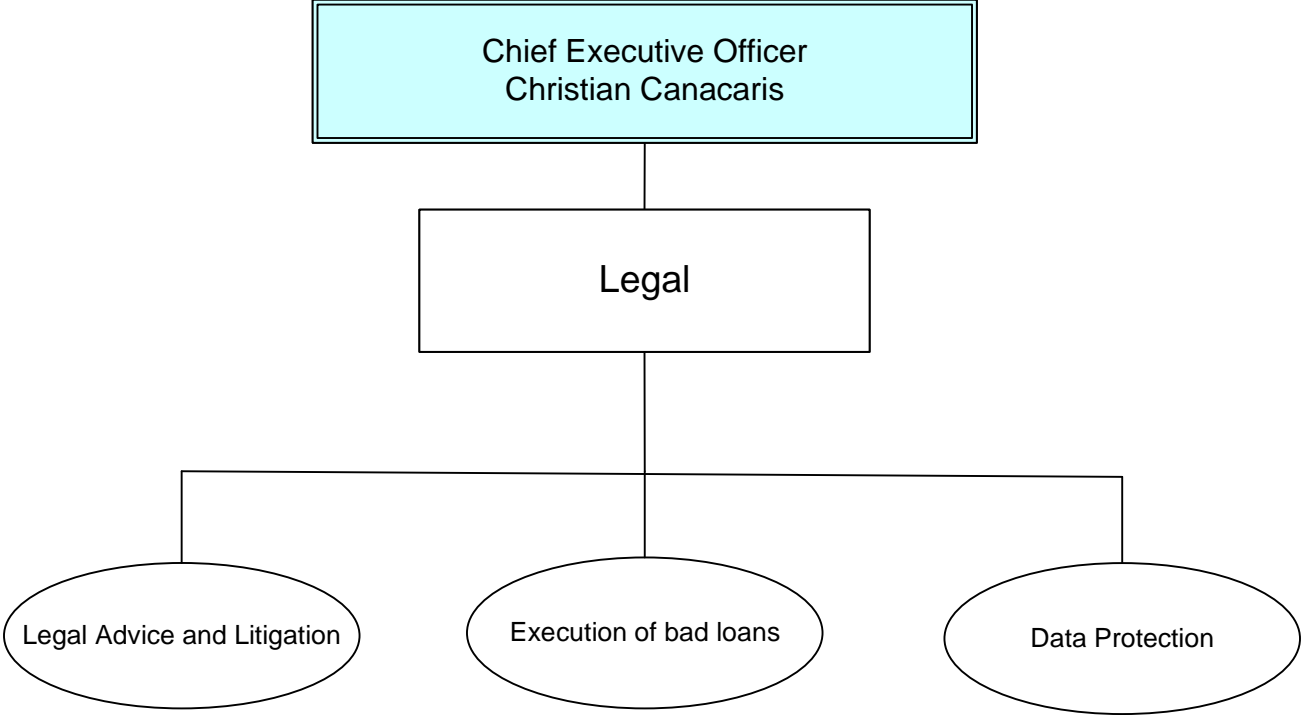 Chief Executive Officer
Christian Canacaris
Legal
Legal Advice and Litigation
Execution of bad loans
Data Protection